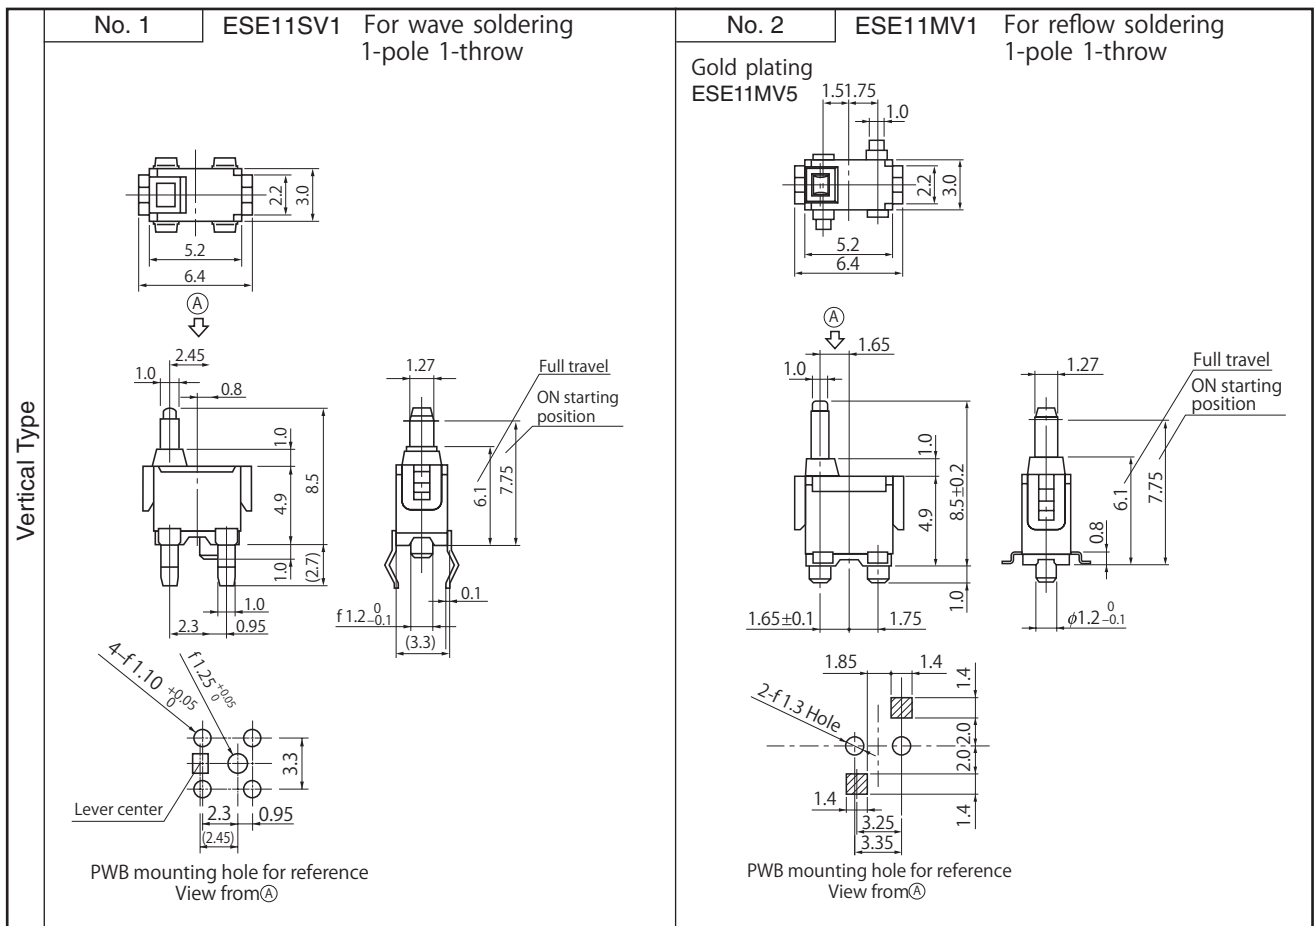 Vertical Type
No. 1
ESE11SV1
For wave soldering
1-pole 1-throw
2.2
3.0
5.2
6.4
A
2.45
1.0
0.8
1.0
4.9
8.5
1.0
(2.7)
1.0
2.3
0.95
1.27
Full travel
ON starting
position
6.1
7.75
0.1
f 1.2 0 −0.1
(3.3)
4–f 1.10 +0.05 0
f 1.25 +0.05 0
3.3
Lever center
2.3
0.95
(2.45)
PWB mounting hole for reference
View from A
No. 2
ESE11MV1
For reflow soldering
1-pole 1-throw
Gold plating
ESE11MV5
1.5
1.75
1.0
2.2
3.0
5.2
6.4
A
1.65
1.0
1.0
4.9
8.5±0.2
1.0
1.65±0.1
1.75
1.27
Full travel
ON starting
position
6.1
7.75
0.8
ϕ1.2 0 −0.1
1.85
1.4
1.4
2-f 1.3 Hole
2.0
2.0
1.4
1.4
3.25
3.35
PWB mounting hole for reference
View from A